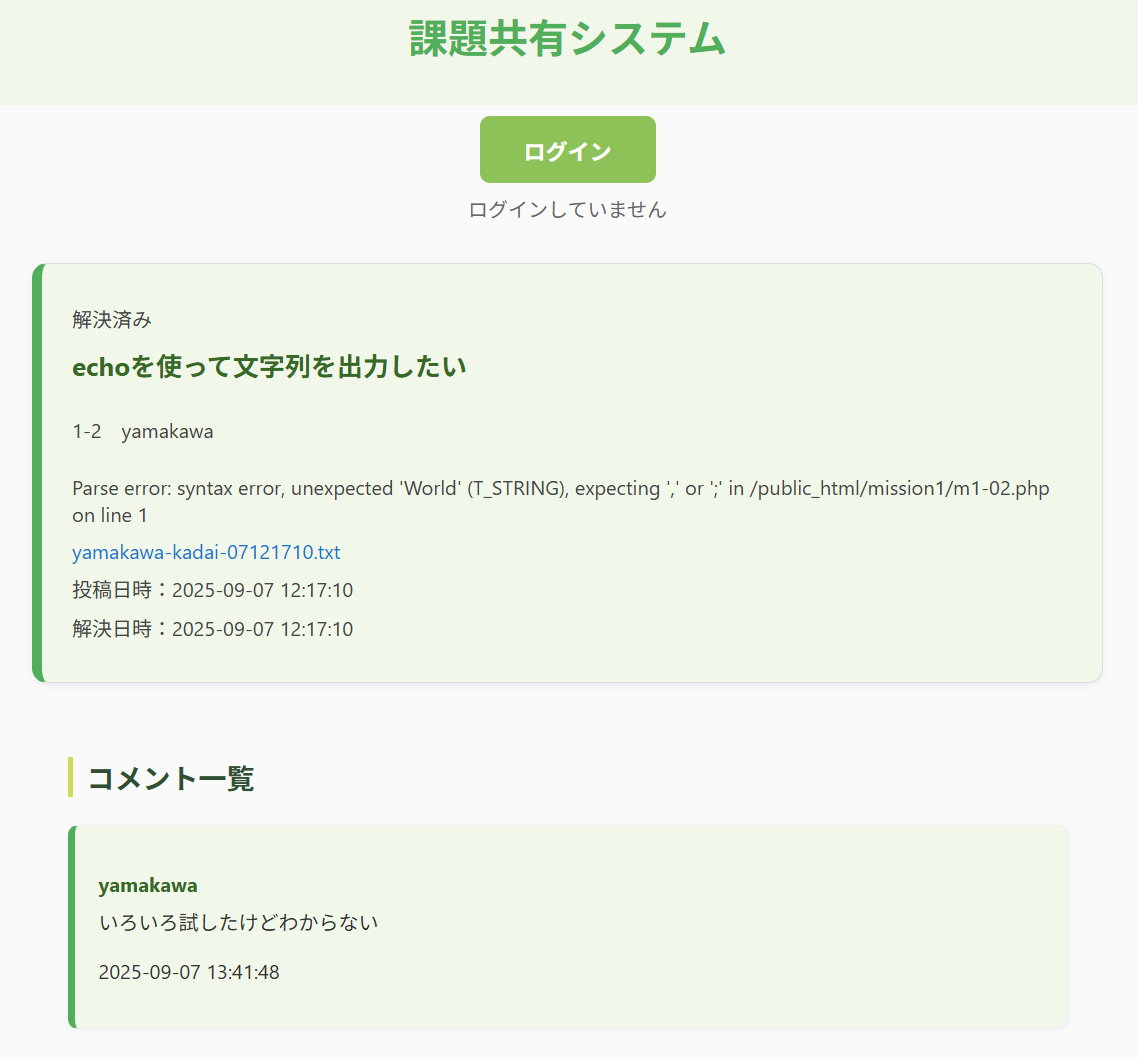 課題共有システム
ログイン
ログインしていません
解決済み
echoを使って文字列を出力したい
1-2　yamakawa
Parse error: syntax error, unexpected 'World' (T_STRING), expecting ',' or ';' in /public_html/mission1/m1-02.php
on line 1
yamakawa-kadai-07121710.txt
投稿日時：2025-09-07 12:17:10
解決日時：2025-09-07 12:17:10
コメント一覧
yamakawa
いろいろ試したけどわからない
2025-09-07 13:41:48